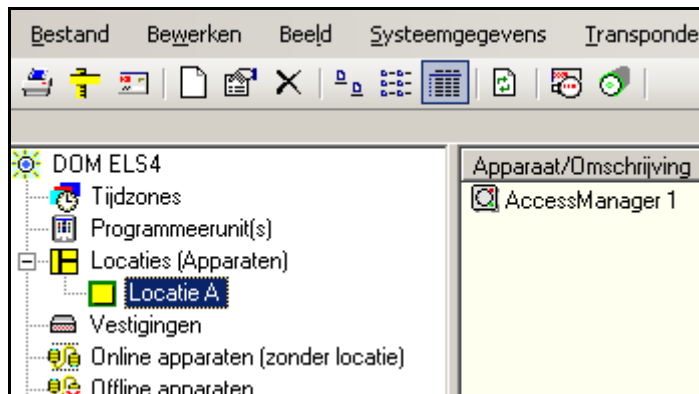 Bestand Bewerken Beeld Systeemgegevens Transponde
DOM ELS4
Tijdzones
Programmeerunit(s)
Locaties (Apparaten)
Locatie A
Vestigingen
Online apparaten (zonder locatie)
Offline apparaten
Apparaat/Omschrijving
AccessManager 1